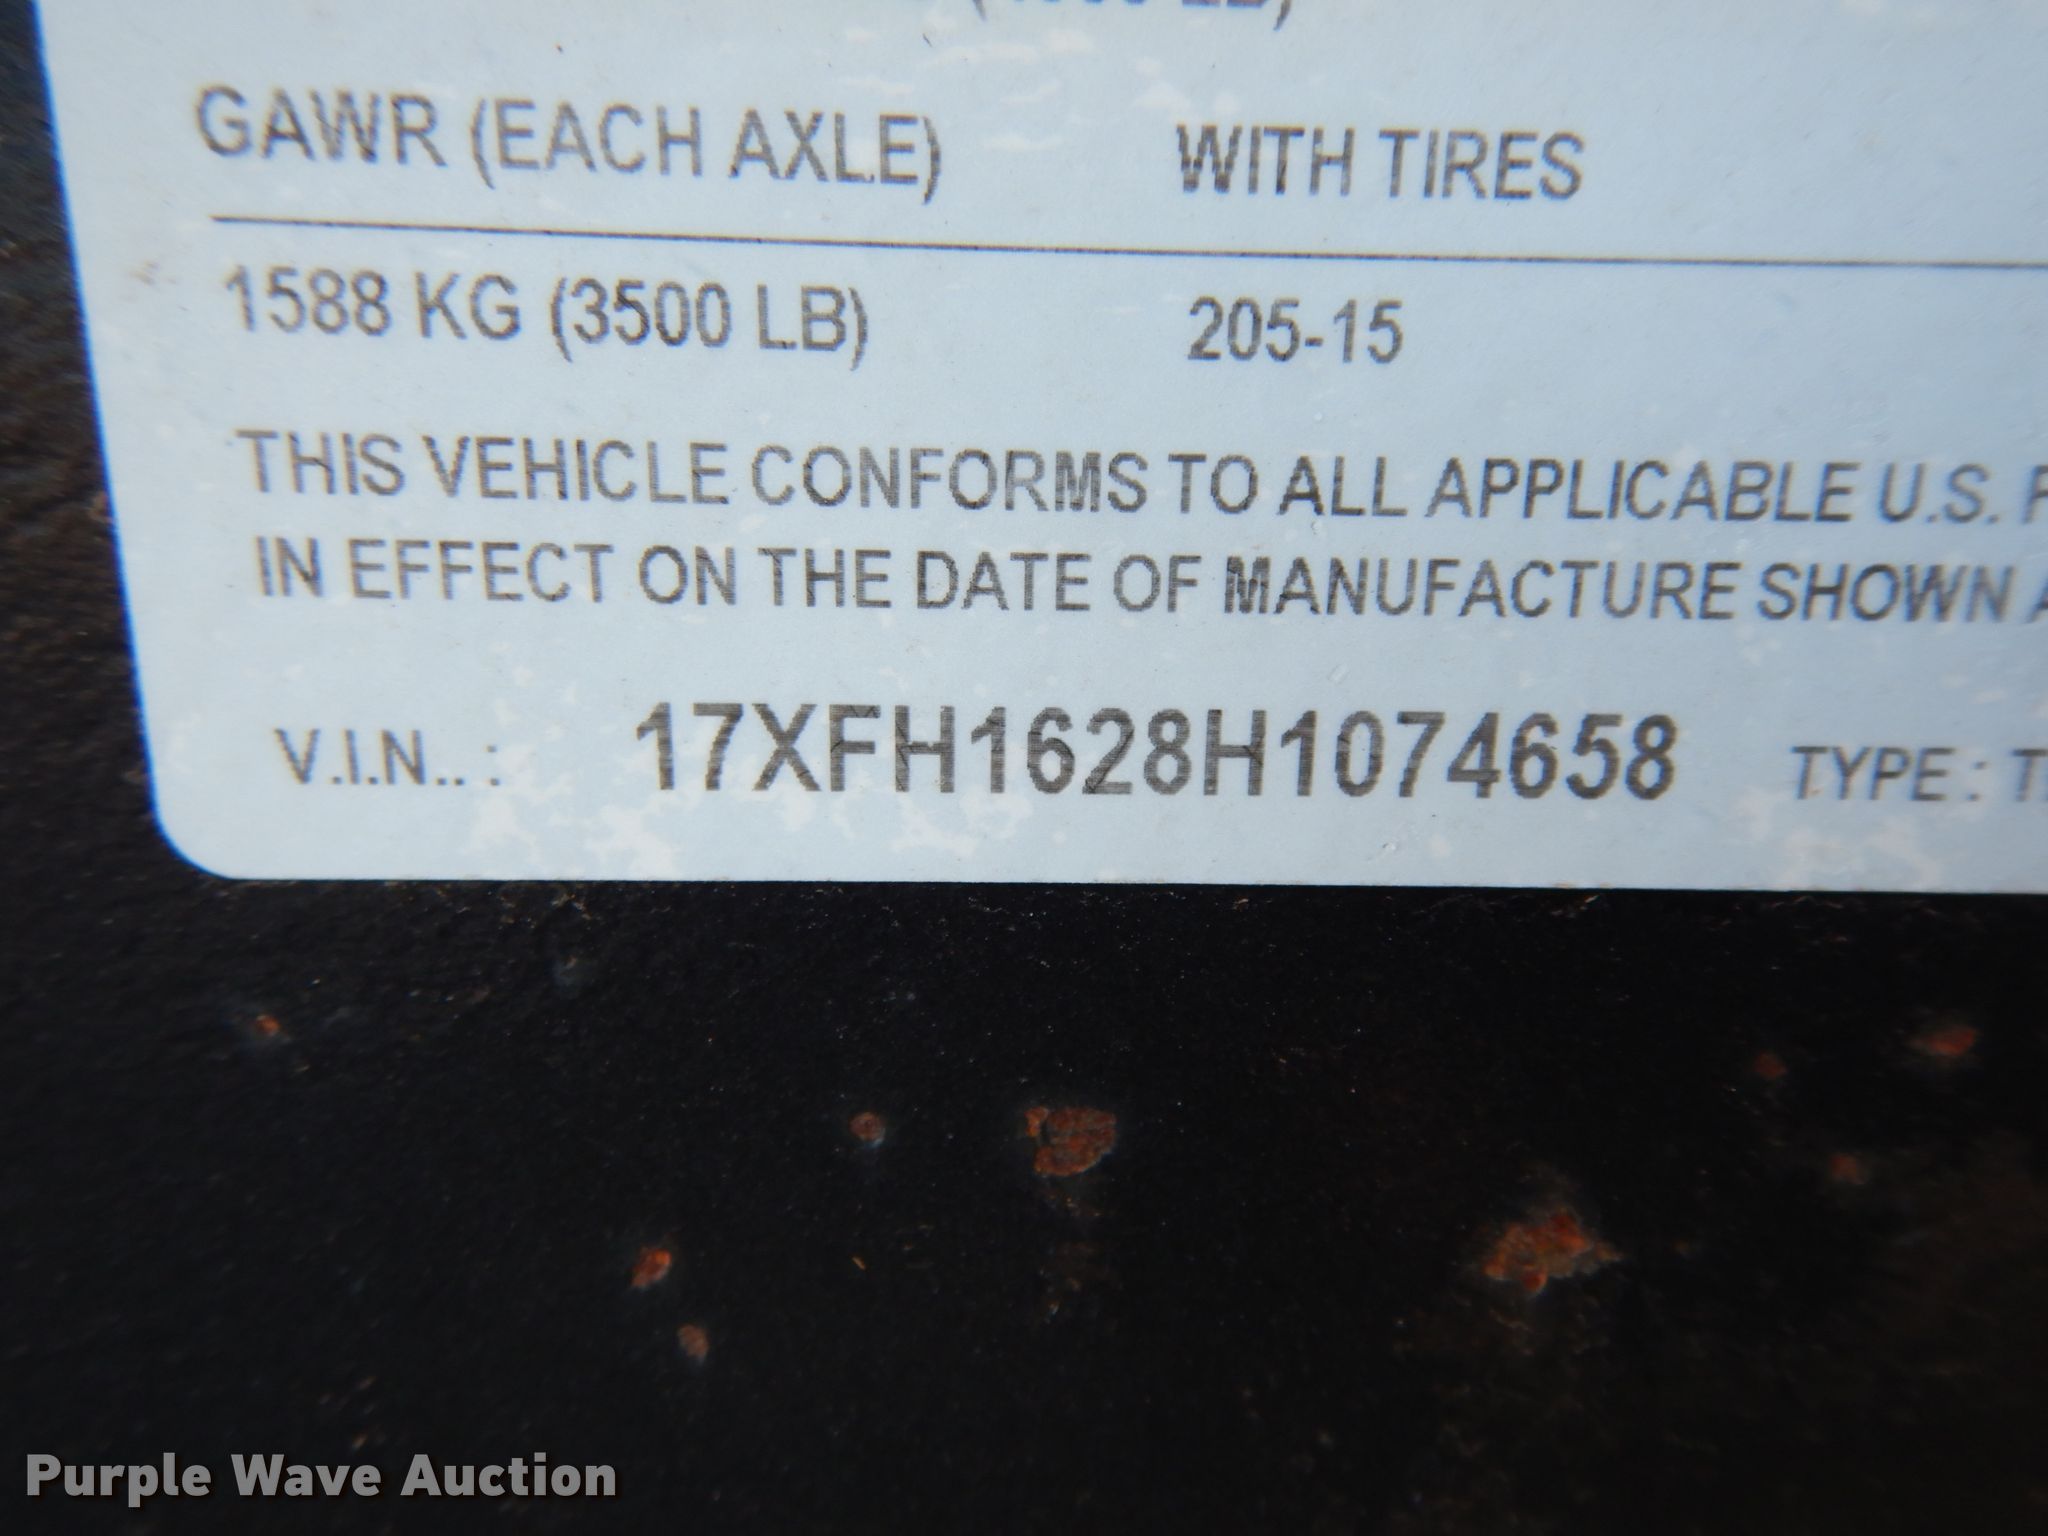 GAWR (EACH AXLE) WITH TIRES
1588 KG (3500 LB) 205-15
THIS VEHICLE CONFORMS TO ALL APPLICABLE U.S.
IN EFFECT ON THE DATE OF MANUFACTURE SHOWN
V.I.N.. : 17XFH1628H1074658 TYPE :
Purple Wave Auction